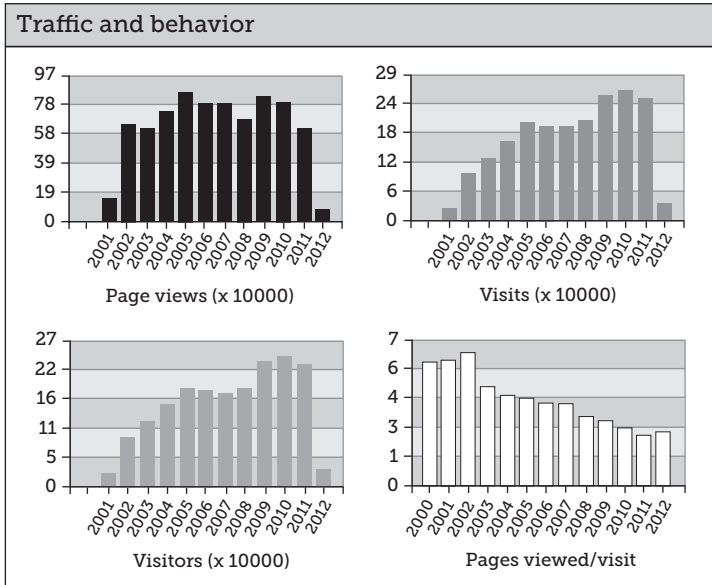 Traffic and behavior
97
78
58
39
19
0
2001 2002 2003 2004 2005 2006 2007 2008 2009 2010 2011 2012
Page views (x 10000)
29
24
18
12
6
0
2001 2002 2003 2004 2005 2006 2007 2008 2009 2010 2011 2012
Visits (x 10000)
27
22
16
11
5
0
2001 2002 2003 2004 2005 2006 2007 2008 2009 2010 2011 2012
Visitors (x 10000)
7
6
4
3
1
0
2000 2001 2002 2003 2004 2005 2006 2007 2008 2009 2010 2011 2012
Pages viewed/visit